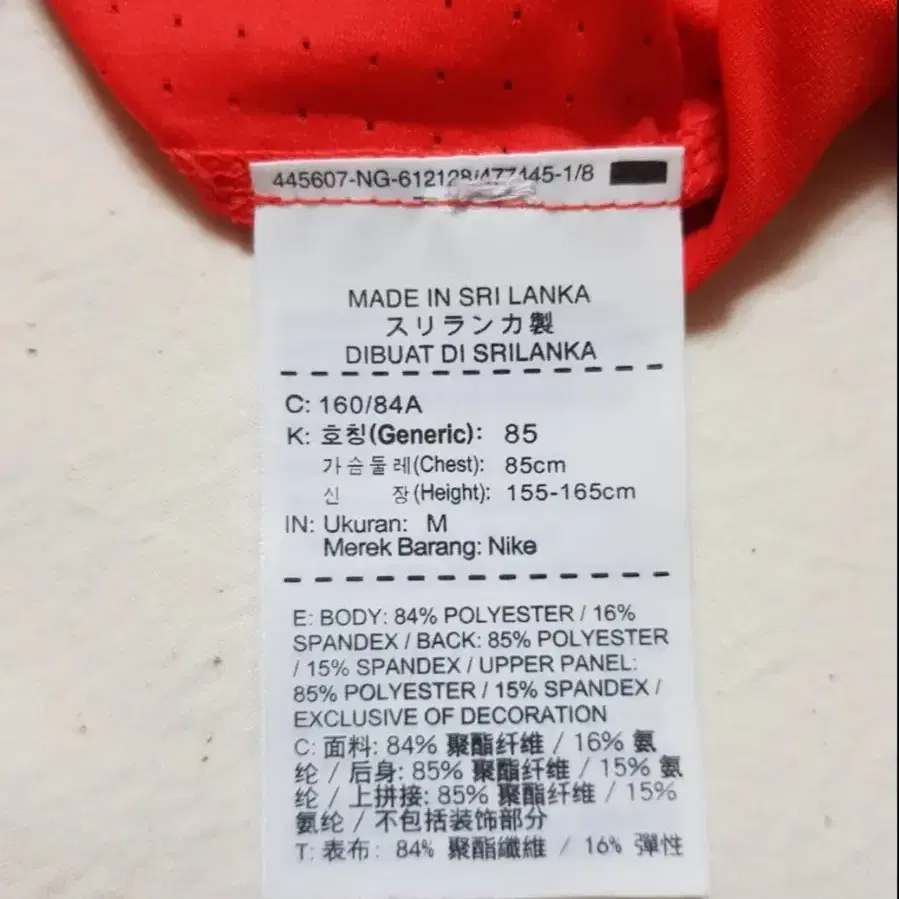 445607-NG-612128/477445-1/8
MADE IN SRI LANKA
スリランカ製
DIBUAT DI SRILANKA
C: 160/84A
K: 호칭(Generic): 85
가슴둘레(Chest): 85cm
신 장(Height): 155-165cm
IN: Ukuran: M
Merek Barang: Nike
E: BODY: 84% POLYESTER / 16%
SPANDEX / BACK: 85% POLYESTER
/ 15% SPANDEX / UPPER PANEL:
85% POLYESTER / 15% SPANDEX /
EXCLUSIVE OF DECORATION
C: 面料: 84% 聚酯纤维 / 16% 氨
纶 / 后身: 85% 聚酯纤维 / 15% 氨
纶 / 上拼接: 85% 聚酯纤维 / 15%
氨纶 / 不包括装饰部分
T: 表布: 84% 聚酯纖維 / 16% 彈性